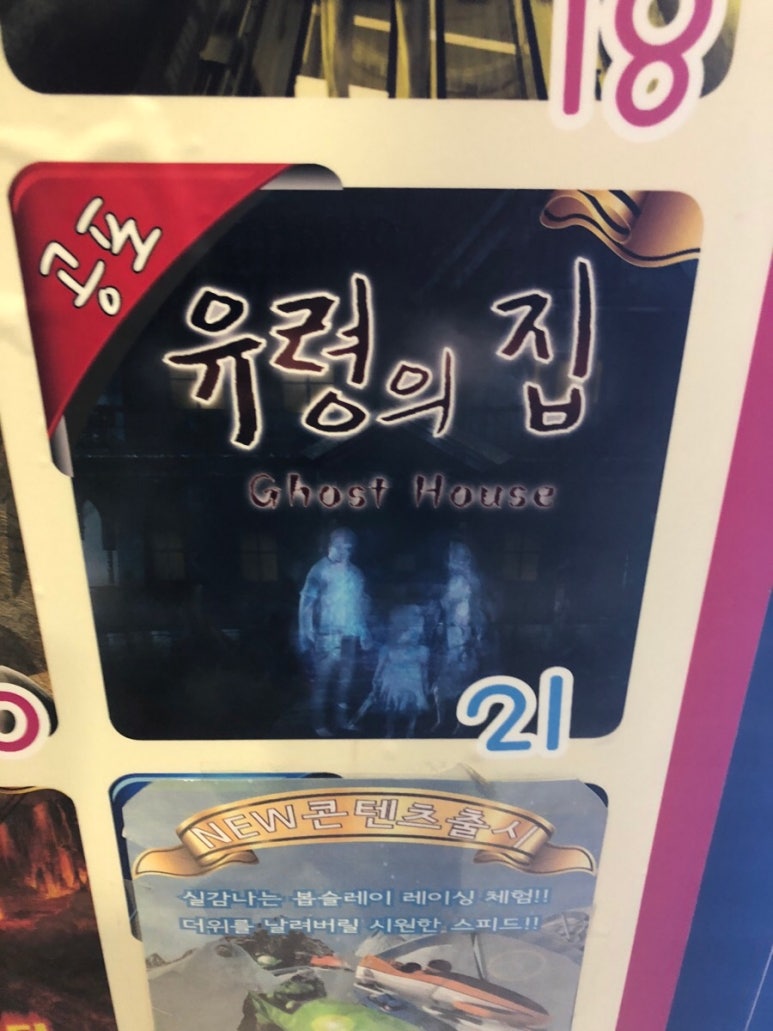 18
공포
유령의 집
Ghost House
21
NEW콘텐츠출시
실감나는 봅슬레이 레이싱 체험!!
더위를 날려버릴 시원한 스피드!!